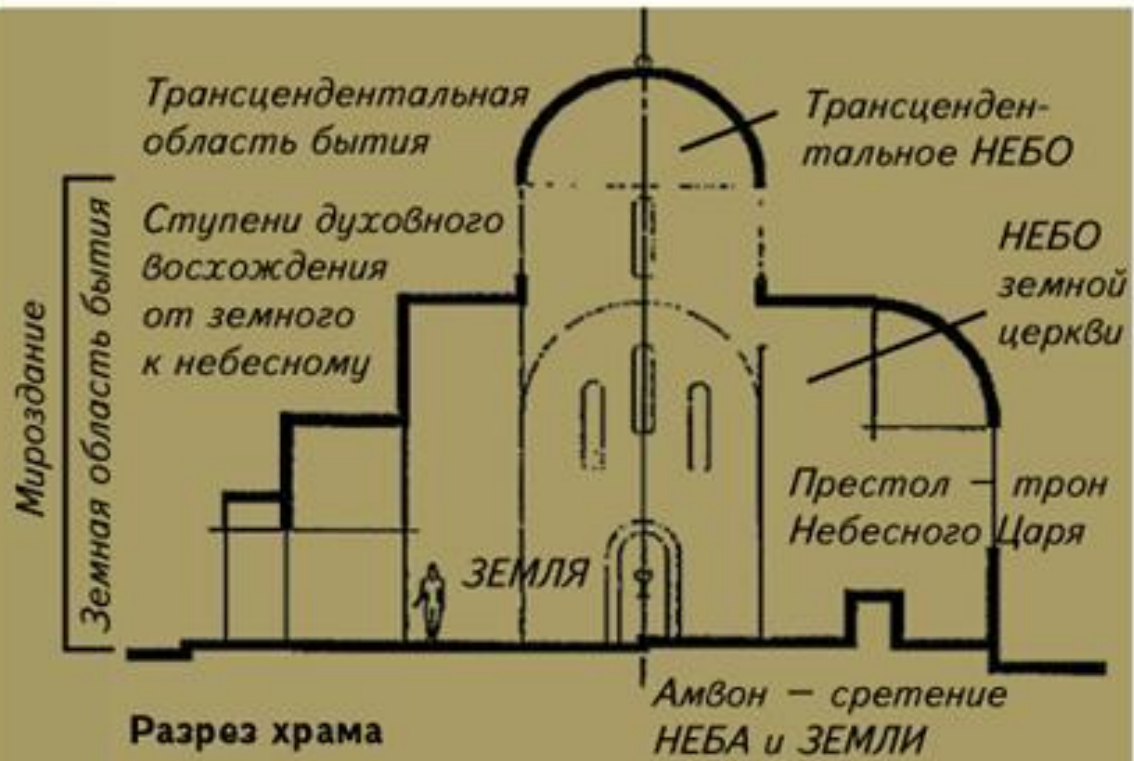 Трансцендентальная
область бытия
Трансценден-
тальное НЕБО
Ступени духовного
восхождения
от земного
к небесному
НЕБО
земной
церкви
Мироздание
Земная область бытия
Престол – трон
Небесного Царя
ЗЕМЛЯ
Амвон – сретение
НЕБА и ЗЕМЛИ
Разрез храма